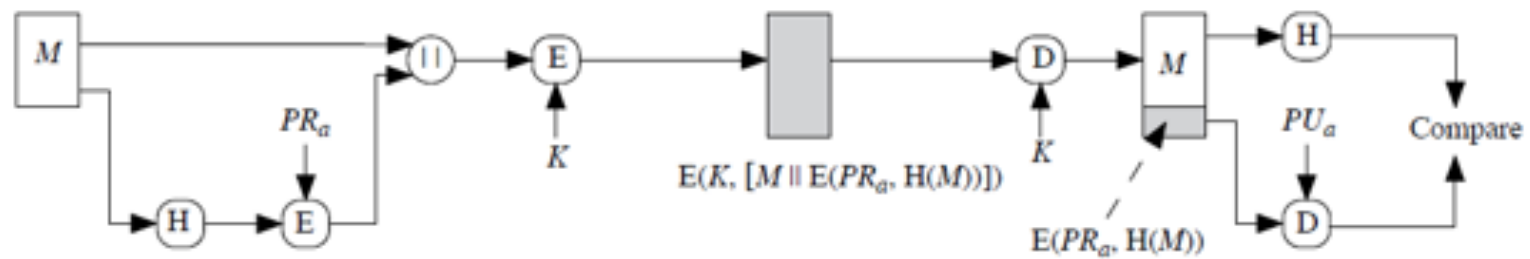 M
||
E
D
M
H
PRₐ
K
K
PUₐ
Compare
E(K, [M || E(PRₐ, H(M))])
H
E
E(PRₐ, H(M))
D